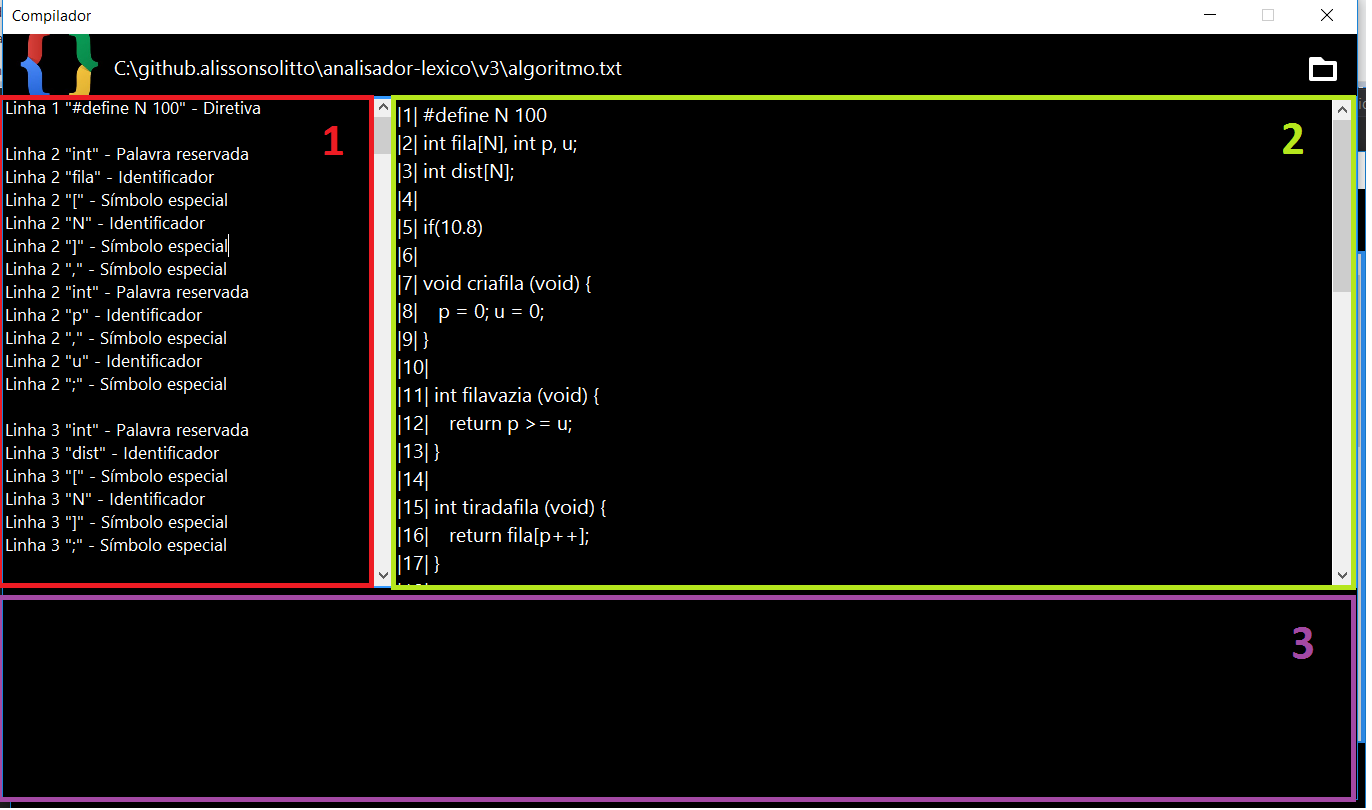 Compilador
C:\github.alissonsolitto\analisador-lexico\v3\algoritmo.txt
Linha 1 "#define N 100" - Diretiva
Linha 2 "int" - Palavra reservada
Linha 2 "fila" - Identificador
Linha 2 "[" - Símbolo especial
Linha 2 "N" - Identificador
Linha 2 "]" - Símbolo especial
Linha 2 "," - Símbolo especial
Linha 2 "int" - Palavra reservada
Linha 2 "p" - Identificador
Linha 2 "," - Símbolo especial
Linha 2 "u" - Identificador
Linha 2 ";" - Símbolo especial
Linha 3 "int" - Palavra reservada
Linha 3 "dist" - Identificador
Linha 3 "[" - Símbolo especial
Linha 3 "N" - Identificador
Linha 3 "]" - Símbolo especial
Linha 3 ";" - Símbolo especial
1
|1| #define N 100
|2| int fila[N], int p, u;
|3| int dist[N];
|4|
|5| if(10.8)
|6|
|7| void criafila (void) {
|8|    p = 0; u = 0;
|9| }
|10|
|11| int filavazia (void) {
|12|    return p >= u;
|13| }
|14|
|15| int tiradafila (void) {
|16|    return fila[p++];
|17| }
2
3